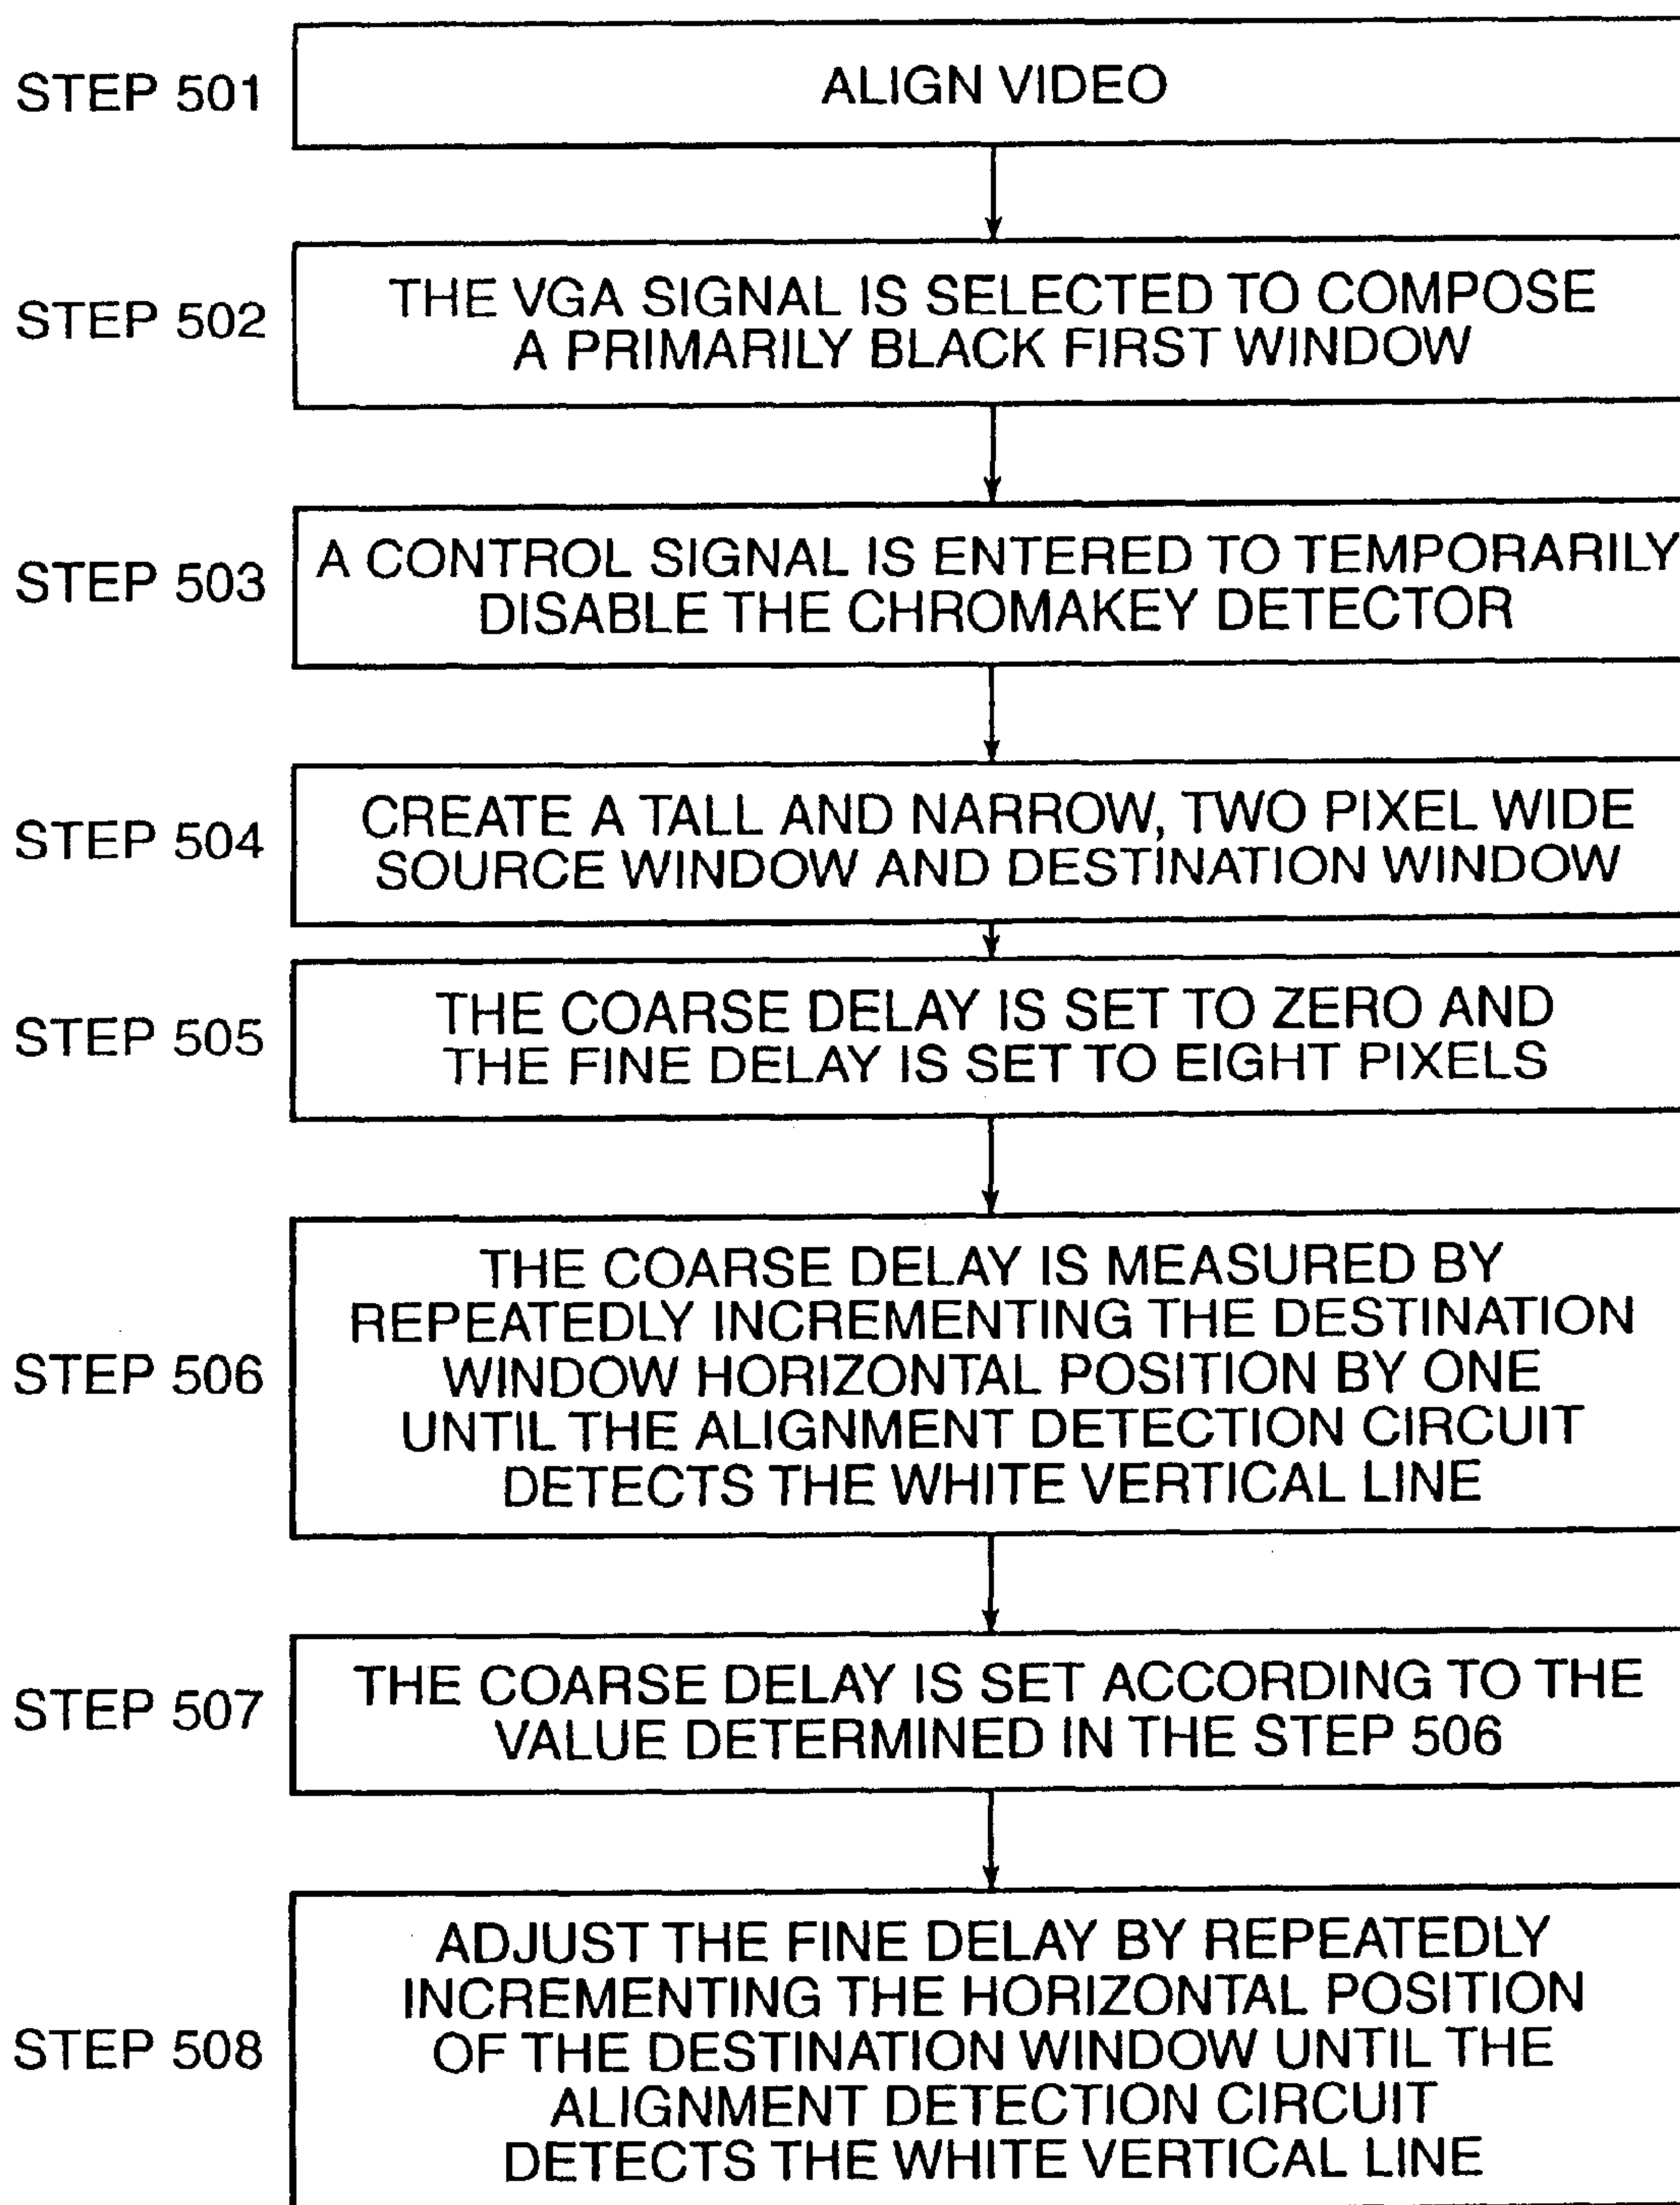 STEP 501
ALIGN VIDEO
STEP 502
THE VGA SIGNAL IS SELECTED TO COMPOSE
A PRIMARILY BLACK FIRST WINDOW
STEP 503
A CONTROL SIGNAL IS ENTERED TO TEMPORARILY
DISABLE THE CHROMAKEY DETECTOR
STEP 504
CREATE A TALL AND NARROW, TWO PIXEL WIDE
SOURCE WINDOW AND DESTINATION WINDOW
STEP 505
THE COARSE DELAY IS SET TO ZERO AND
THE FINE DELAY IS SET TO EIGHT PIXELS
STEP 506
THE COARSE DELAY IS MEASURED BY
REPEATEDLY INCREMENTING THE DESTINATION
WINDOW HORIZONTAL POSITION BY ONE
UNTIL THE ALIGNMENT DETECTION CIRCUIT
DETECTS THE WHITE VERTICAL LINE
STEP 507
THE COARSE DELAY IS SET ACCORDING TO THE
VALUE DETERMINED IN THE STEP 506
STEP 508
ADJUST THE FINE DELAY BY REPEATEDLY
INCREMENTING THE HORIZONTAL POSITION
OF THE DESTINATION WINDOW UNTIL THE
ALIGNMENT DETECTION CIRCUIT
DETECTS THE WHITE VERTICAL LINE